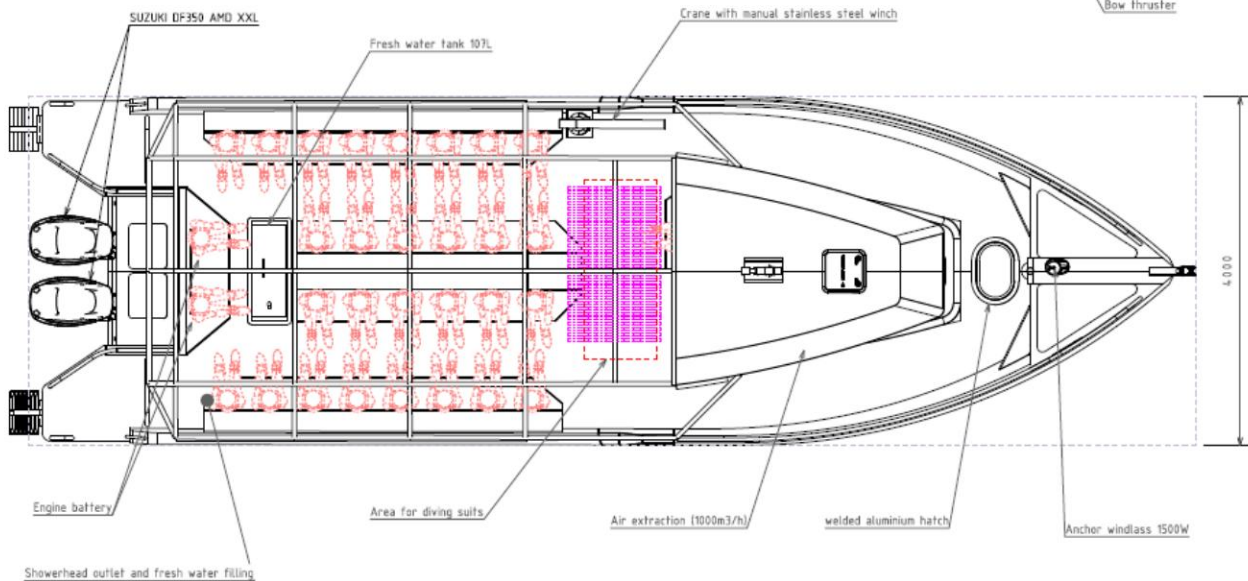 Bow thruster
Crane with manual stainless steel winch
SUZUKI DF350 AMD XXL
Fresh water tank 107L
4000
Engine battery
Area for diving suits
Air extraction (1000m3/h)
welded aluminium hatch
Anchor windlass 1500W
Showerhead outlet and fresh water filling